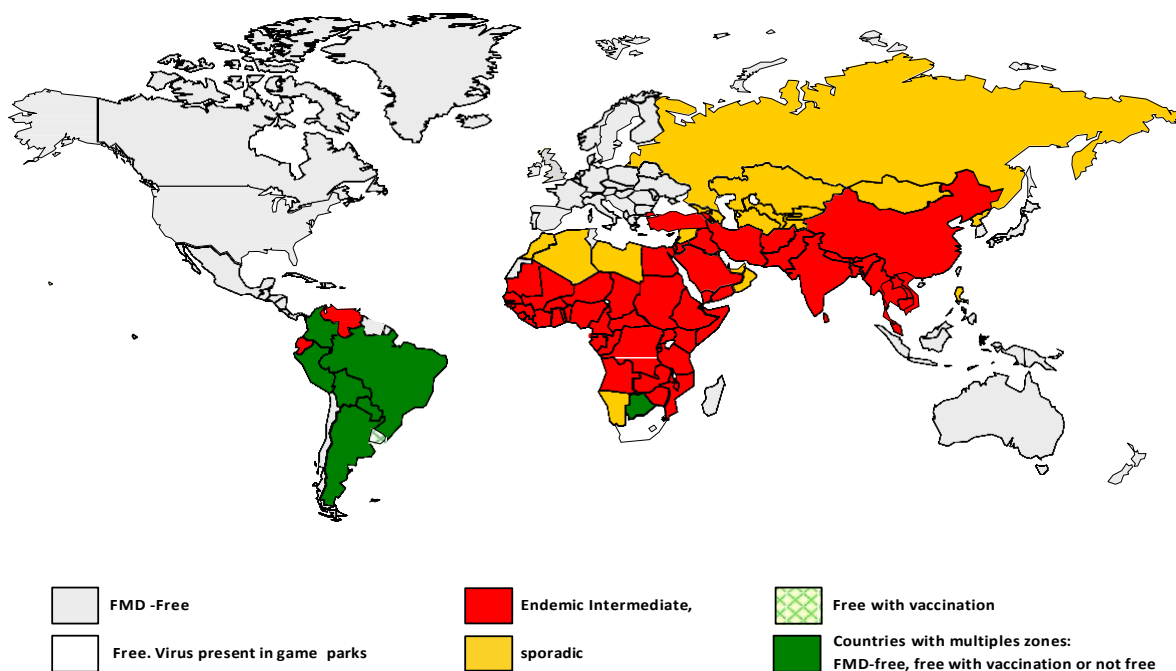 FMD -Free
Free. Virus present in game parks
Endemic Intermediate,
sporadic
Free with vaccination
Countries with multiples zones:
FMD-free, free with vaccination or not free